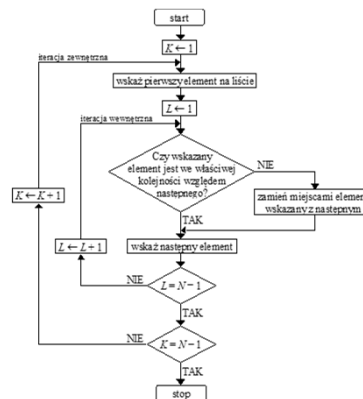 start
K ← 1
iteracja zewnętrzna
wskaż pierwszy element na liście
L ← 1
iteracja wewnętrzna
Czy wskazany
element jest we właściwej
kolejności względem
następnego?
NIE
zamień miejscami element
wskazany z następnym
TAK
K ← K + 1
wskaż następny element
L ← L + 1
NIE
L = N − 1
TAK
NIE
K = N − 1
TAK
stop